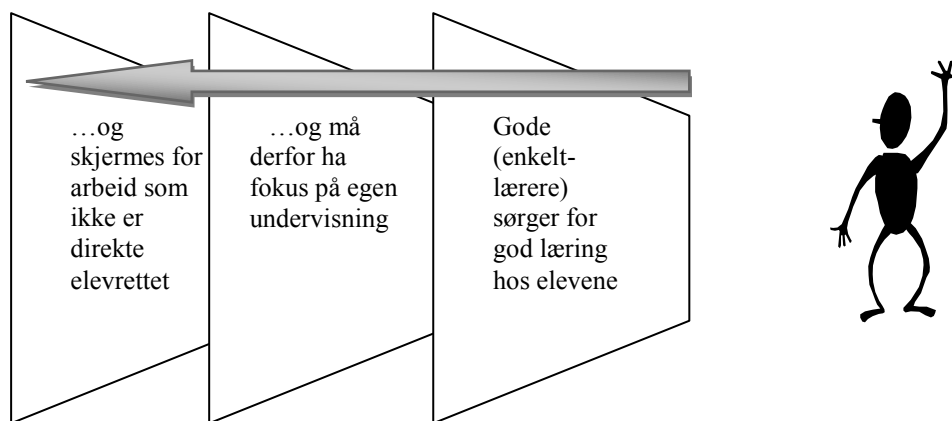 …og
skjermes for
arbeid som
ikke er
direkte
elevrettet
…og må
derfor ha
fokus på egen
undervisning
Gode
(enkelt-
lærere)
sørger for
god læring
hos elevene